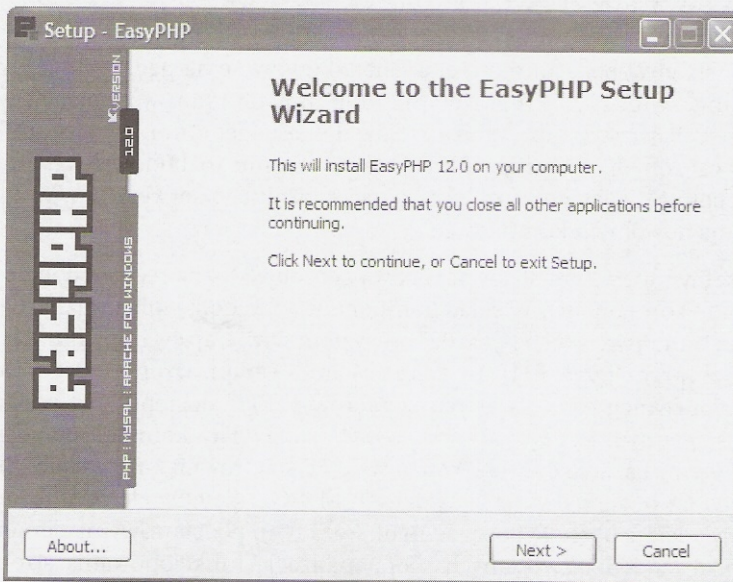 Setup - EasyPHP
VERSION
12.0
easyPHP
PHP : MYSQL : APACHE FOR WINDOWS
Welcome to the EasyPHP Setup
Wizard
This will install EasyPHP 12.0 on your computer.
It is recommended that you close all other applications before
continuing.
Click Next to continue, or Cancel to exit Setup.
About...
Next >
Cancel